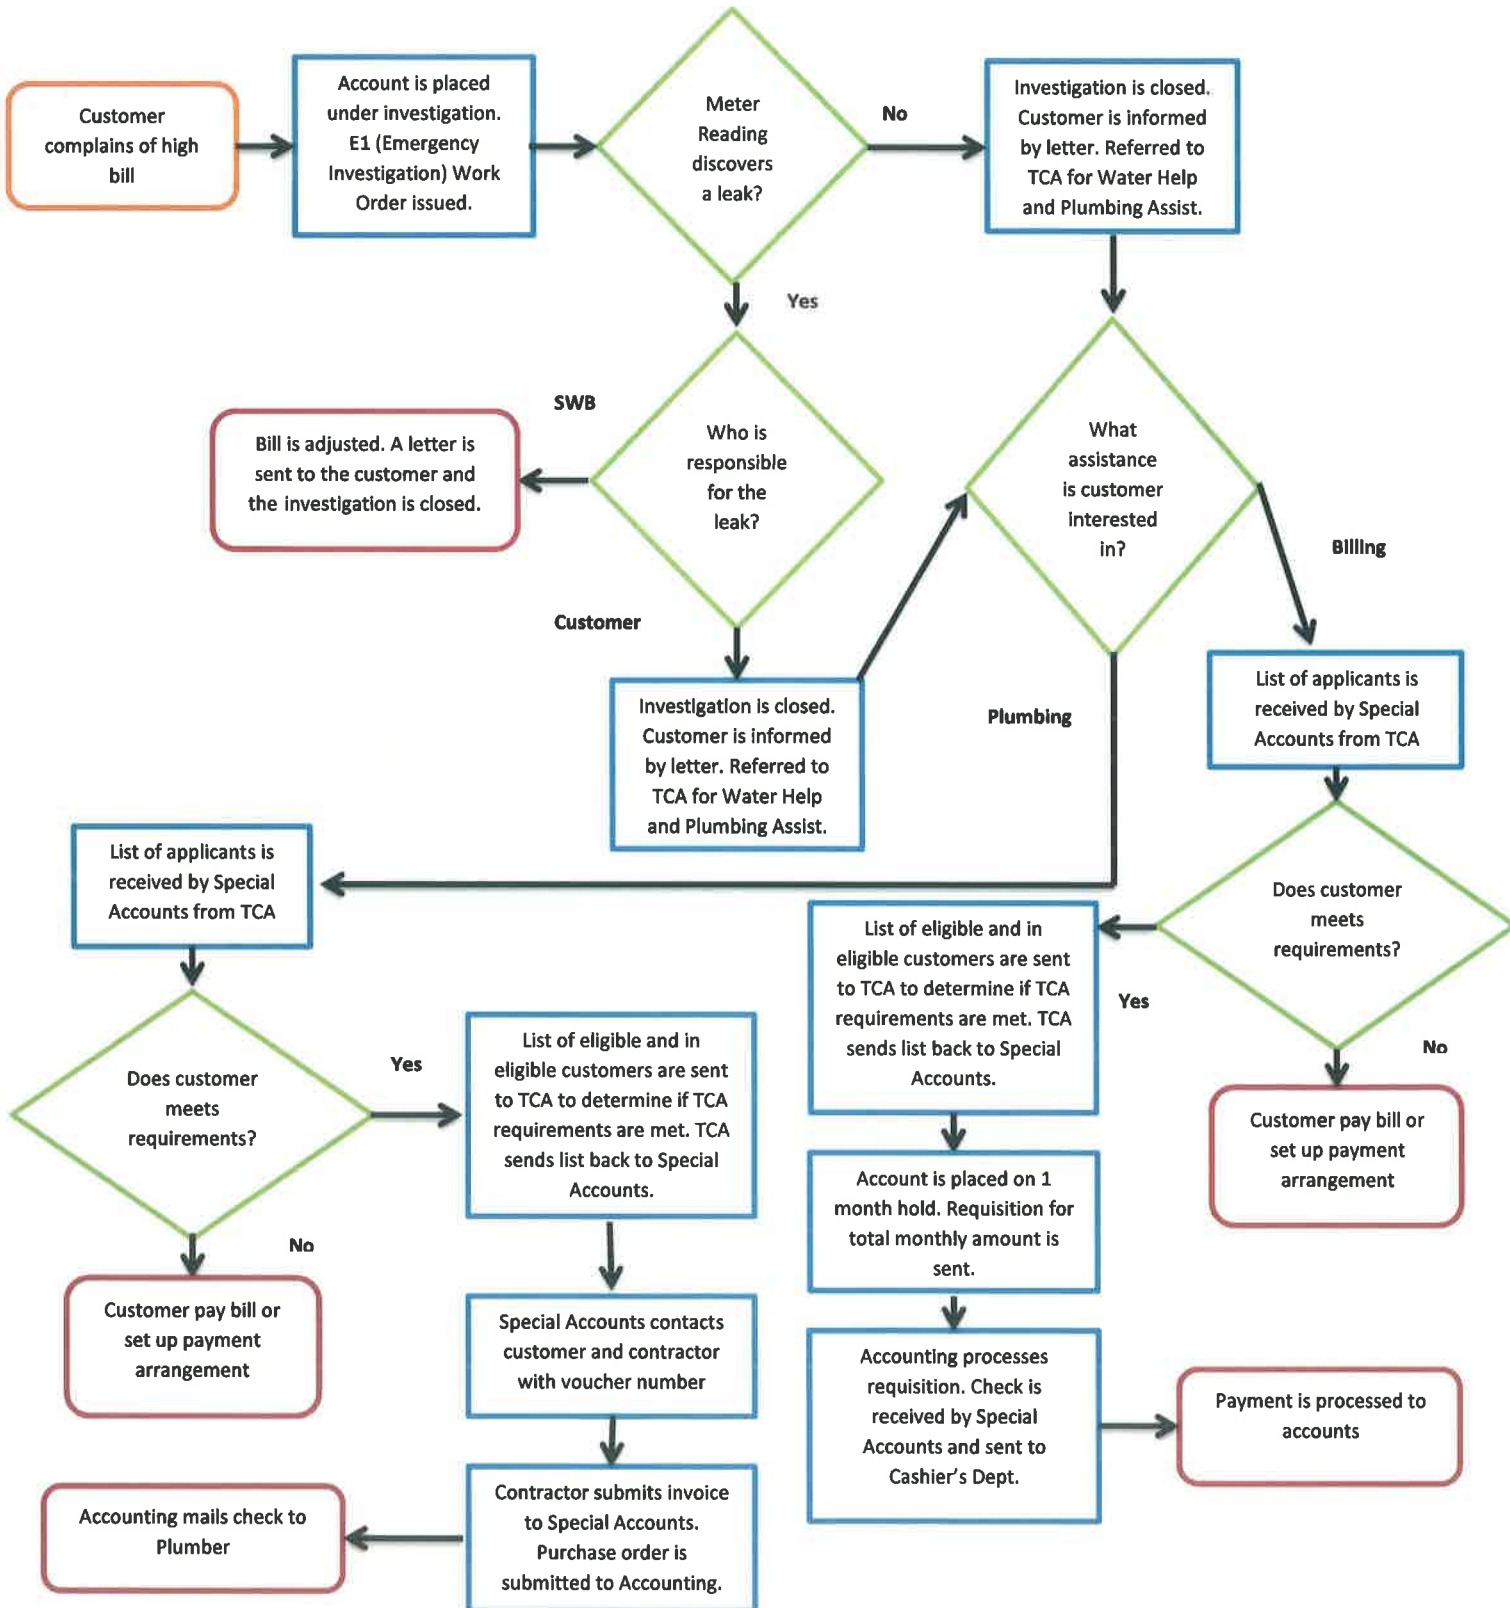 Customer
complains of high
bill
Account is placed
under investigation.
E1 (Emergency
Investigation) Work
Order issued.
Meter
Reading
discovers
a leak?
No
Investigation is closed.
Customer is informed
by letter. Referred to
TCA for Water Help
and Plumbing Assist.
Yes
SWB
Bill is adjusted. A letter is
sent to the customer and
the investigation is closed.
Who is
responsible
for the
leak?
What
assistance
is customer
interested
in?
Billing
Customer
Investigation is closed.
Customer is informed
by letter. Referred to
TCA for Water Help
and Plumbing Assist.
Plumbing
List of applicants is
received by Special
Accounts from TCA
List of applicants is
received by Special
Accounts from TCA
Does customer
meets
requirements?
List of eligible and in
eligible customers are sent
to TCA to determine if TCA
requirements are met. TCA
sends list back to Special
Accounts.
Yes
No
Does customer
meets
requirements?
Yes
List of eligible and in
eligible customers are sent
to TCA to determine if TCA
requirements are met. TCA
sends list back to Special
Accounts.
Customer pay bill or
set up payment
arrangement
Account is placed on 1
month hold. Requisition for
total monthly amount is
sent.
No
Customer pay bill or
set up payment
arrangement
Special Accounts contacts
customer and contractor
with voucher number
Accounting processes
requisition. Check is
received by Special
Accounts and sent to
Cashier's Dept.
Payment is processed to
accounts
Contractor submits invoice
to Special Accounts.
Purchase order is
submitted to Accounting.
Accounting mails check to
Plumber